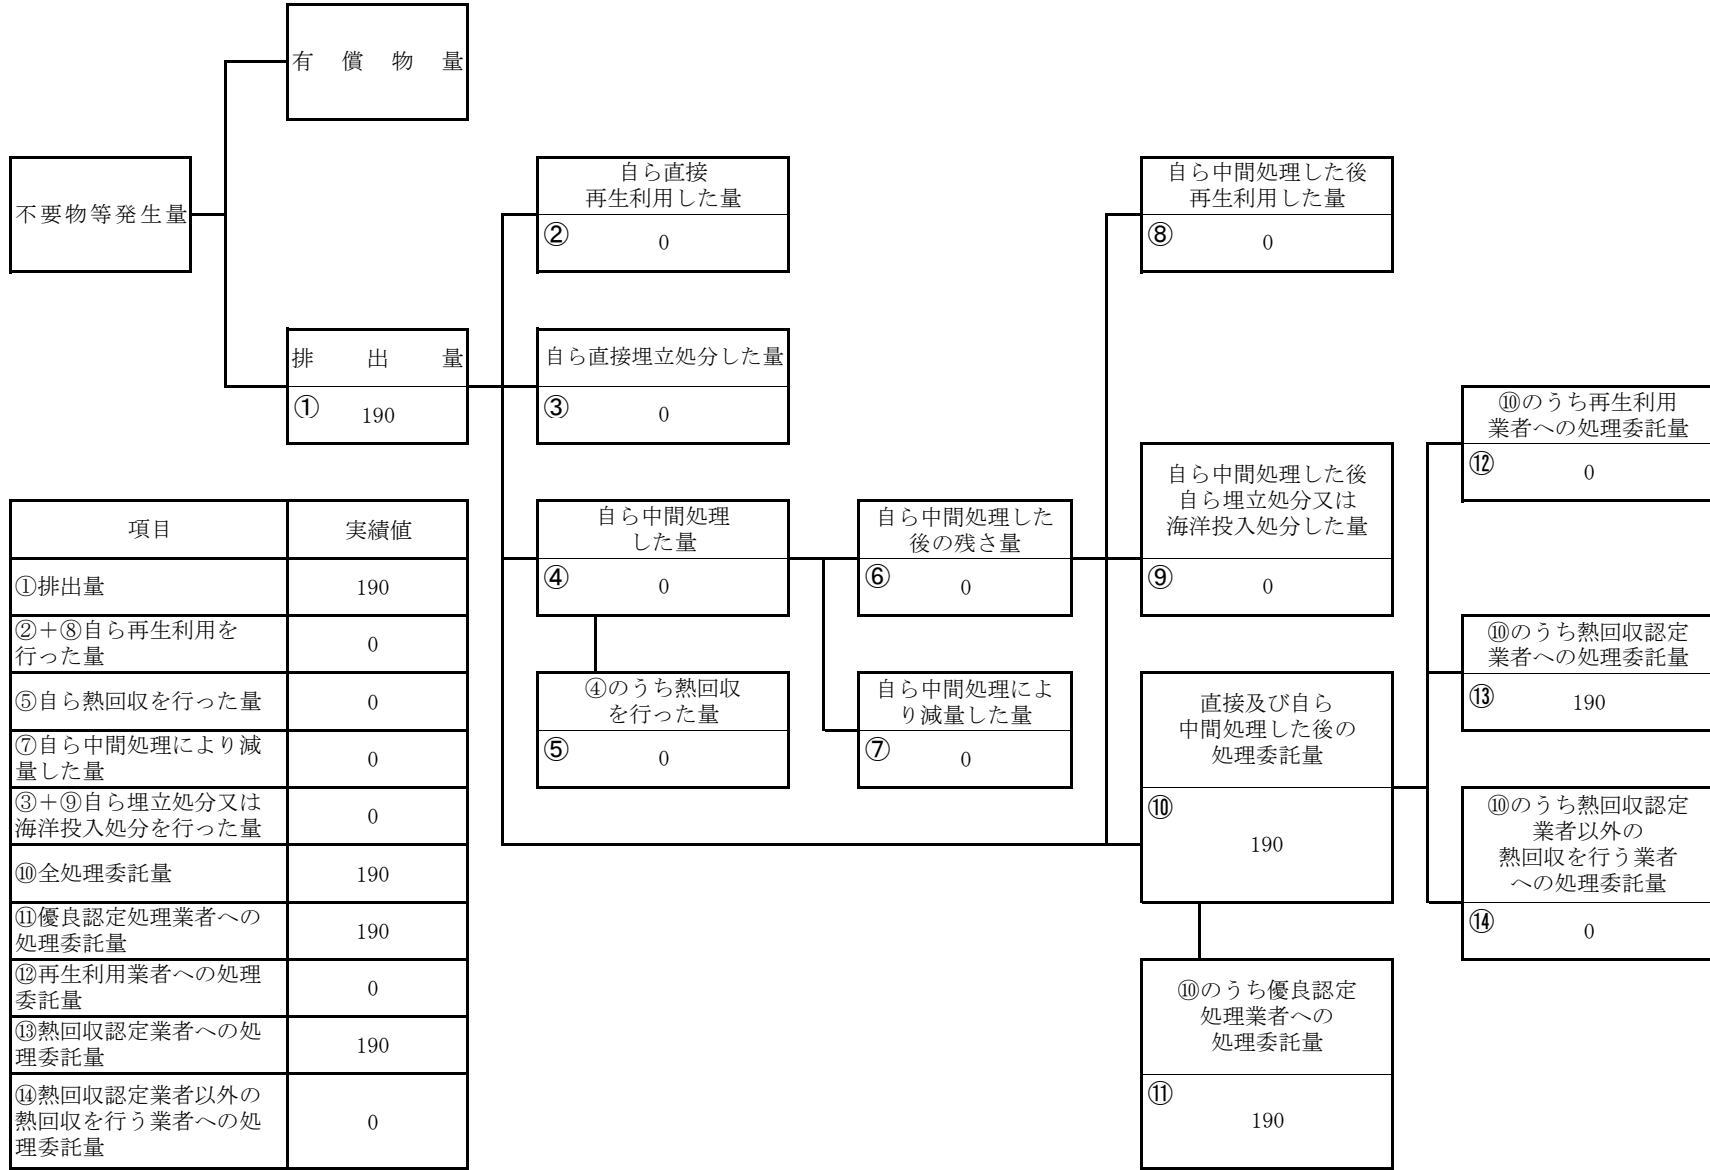 有償物量
不要物等発生量
排出量
① 190
自ら直接
再生利用した量
② 0
自ら直接埋立処分した量
③ 0
自ら中間処理
した量
④ 0
④のうち熱回収
を行った量
⑤ 0
自ら中間処理した
後の残さ量
⑥ 0
自ら中間処理によ
り減量した量
⑦ 0
自ら中間処理した後
再生利用した量
⑧ 0
自ら中間処理した後
自ら埋立処分又は
海洋投入処分した量
⑨ 0
直接及び自ら
中間処理した後の
処理委託量
⑩
190
⑩のうち優良認定
処理業者への
処理委託量
⑪
190
⑩のうち再生利用
業者への処理委託量
⑫ 0
⑩のうち熱回収認定
業者への処理委託量
⑬ 190
⑩のうち熱回収認定
業者以外の
熱回収を行う業者
への処理委託量
⑭ 0
項目 実績値
①排出量 190
②＋⑧自ら再生利用を
行った量 0
⑤自ら熱回収を行った量 0
⑦自ら中間処理により減
量した量 0
③＋⑨自ら埋立処分又は
海洋投入処分を行った量 0
⑩全処理委託量 190
⑪優良認定処理業者への
処理委託量 190
⑫再生利用業者への処理
委託量 0
⑬熱回収認定業者への処
理委託量 190
⑭熱回収認定業者以外の
熱回収を行う業者への処
理委託量 0